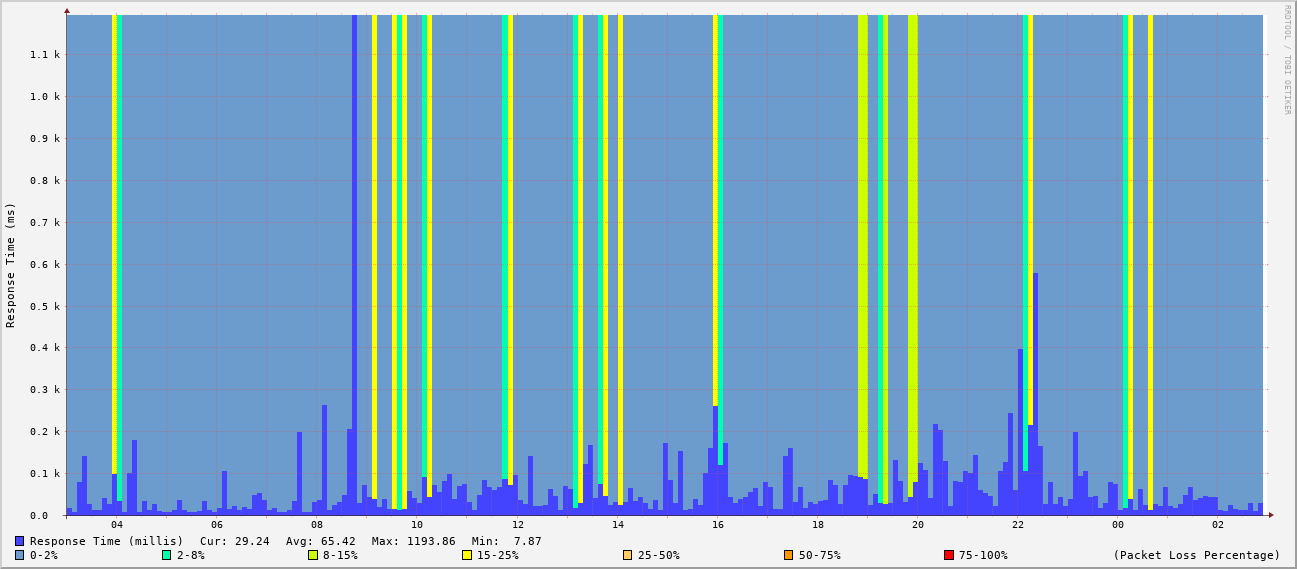 RRDTOOL / TOBI OETIKER
Response Time (ms)
1.1 k
1.0 k
0.9 k
0.8 k
0.7 k
0.6 k
0.5 k
0.4 k
0.3 k
0.2 k
0.1 k
0.0
04 06 08 10 12 14 16 18 20 22 00 02
Response Time (millis) Cur: 29.24 Avg: 65.42 Max: 1193.86 Min: 7.87
0-2% 2-8% 8-15% 15-25% 25-50% 50-75% 75-100% (Packet Loss Percentage)